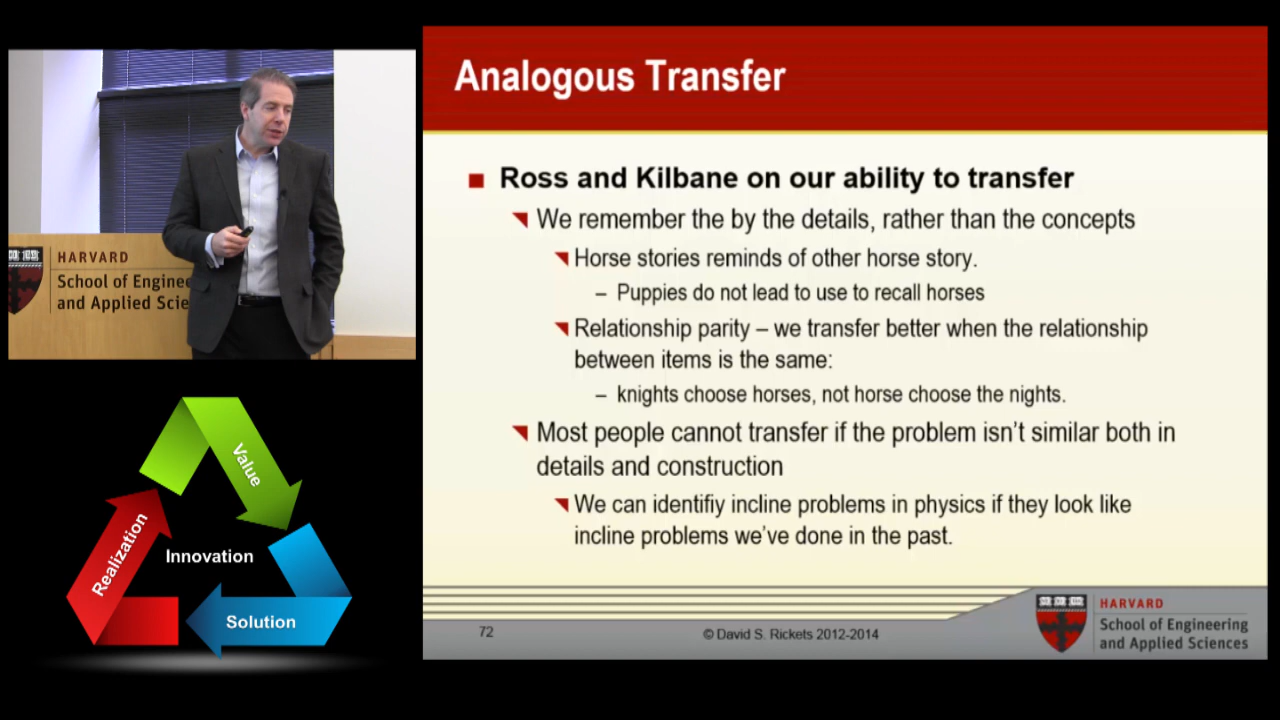 HARVARD
School of Enginee
and Applied Scie
Value
Realization
Innovation
Solution
Analogous Transfer
Ross and Kilbane on our ability to transfer
We remember the by the details, rather than the concepts
Horse stories reminds of other horse story.
– Puppies do not lead to use to recall horses
Relationship parity – we transfer better when the relationship
between items is the same:
– knights choose horses, not horse choose the nights.
Most people cannot transfer if the problem isn't similar both in
details and construction
We can identifiy incline problems in physics if they look like
incline problems we've done in the past.
72
© David S. Rickets 2012-2014
HARVARD
School of Engineering
and Applied Sciences